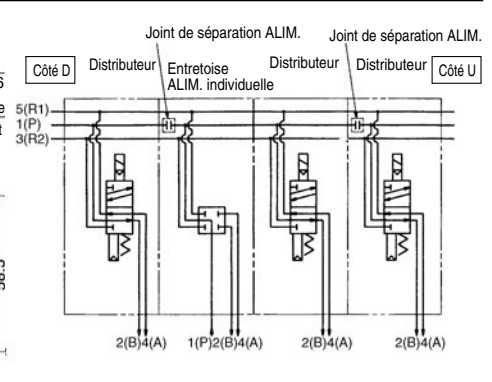 Joint de séparation ALIM.
Joint de séparation ALIM.
Côté D
Distributeur
Entretoise
ALIM. individuelle
Distributeur
Distributeur
Côté U
5(R1)
1(P)
3(R2)
2(B)4(A)
1(P)2(B)4(A)
2(B)4(A)
2(B)4(A)